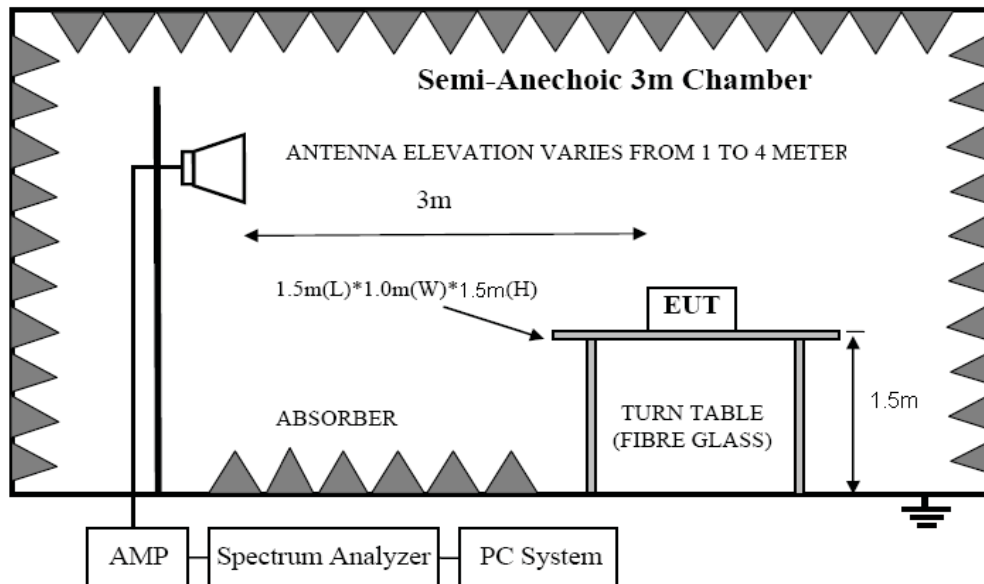 Semi-Anechoic 3m Chamber
ANTENNA ELEVATION VARIES FROM 1 TO 4 METER
3m
1.5m(L)*1.0m(W)*1.5m(H)
EUT
1.5m
ABSORBER
TURN TABLE
(FIBRE GLASS)
AMP
Spectrum Analyzer
PC System